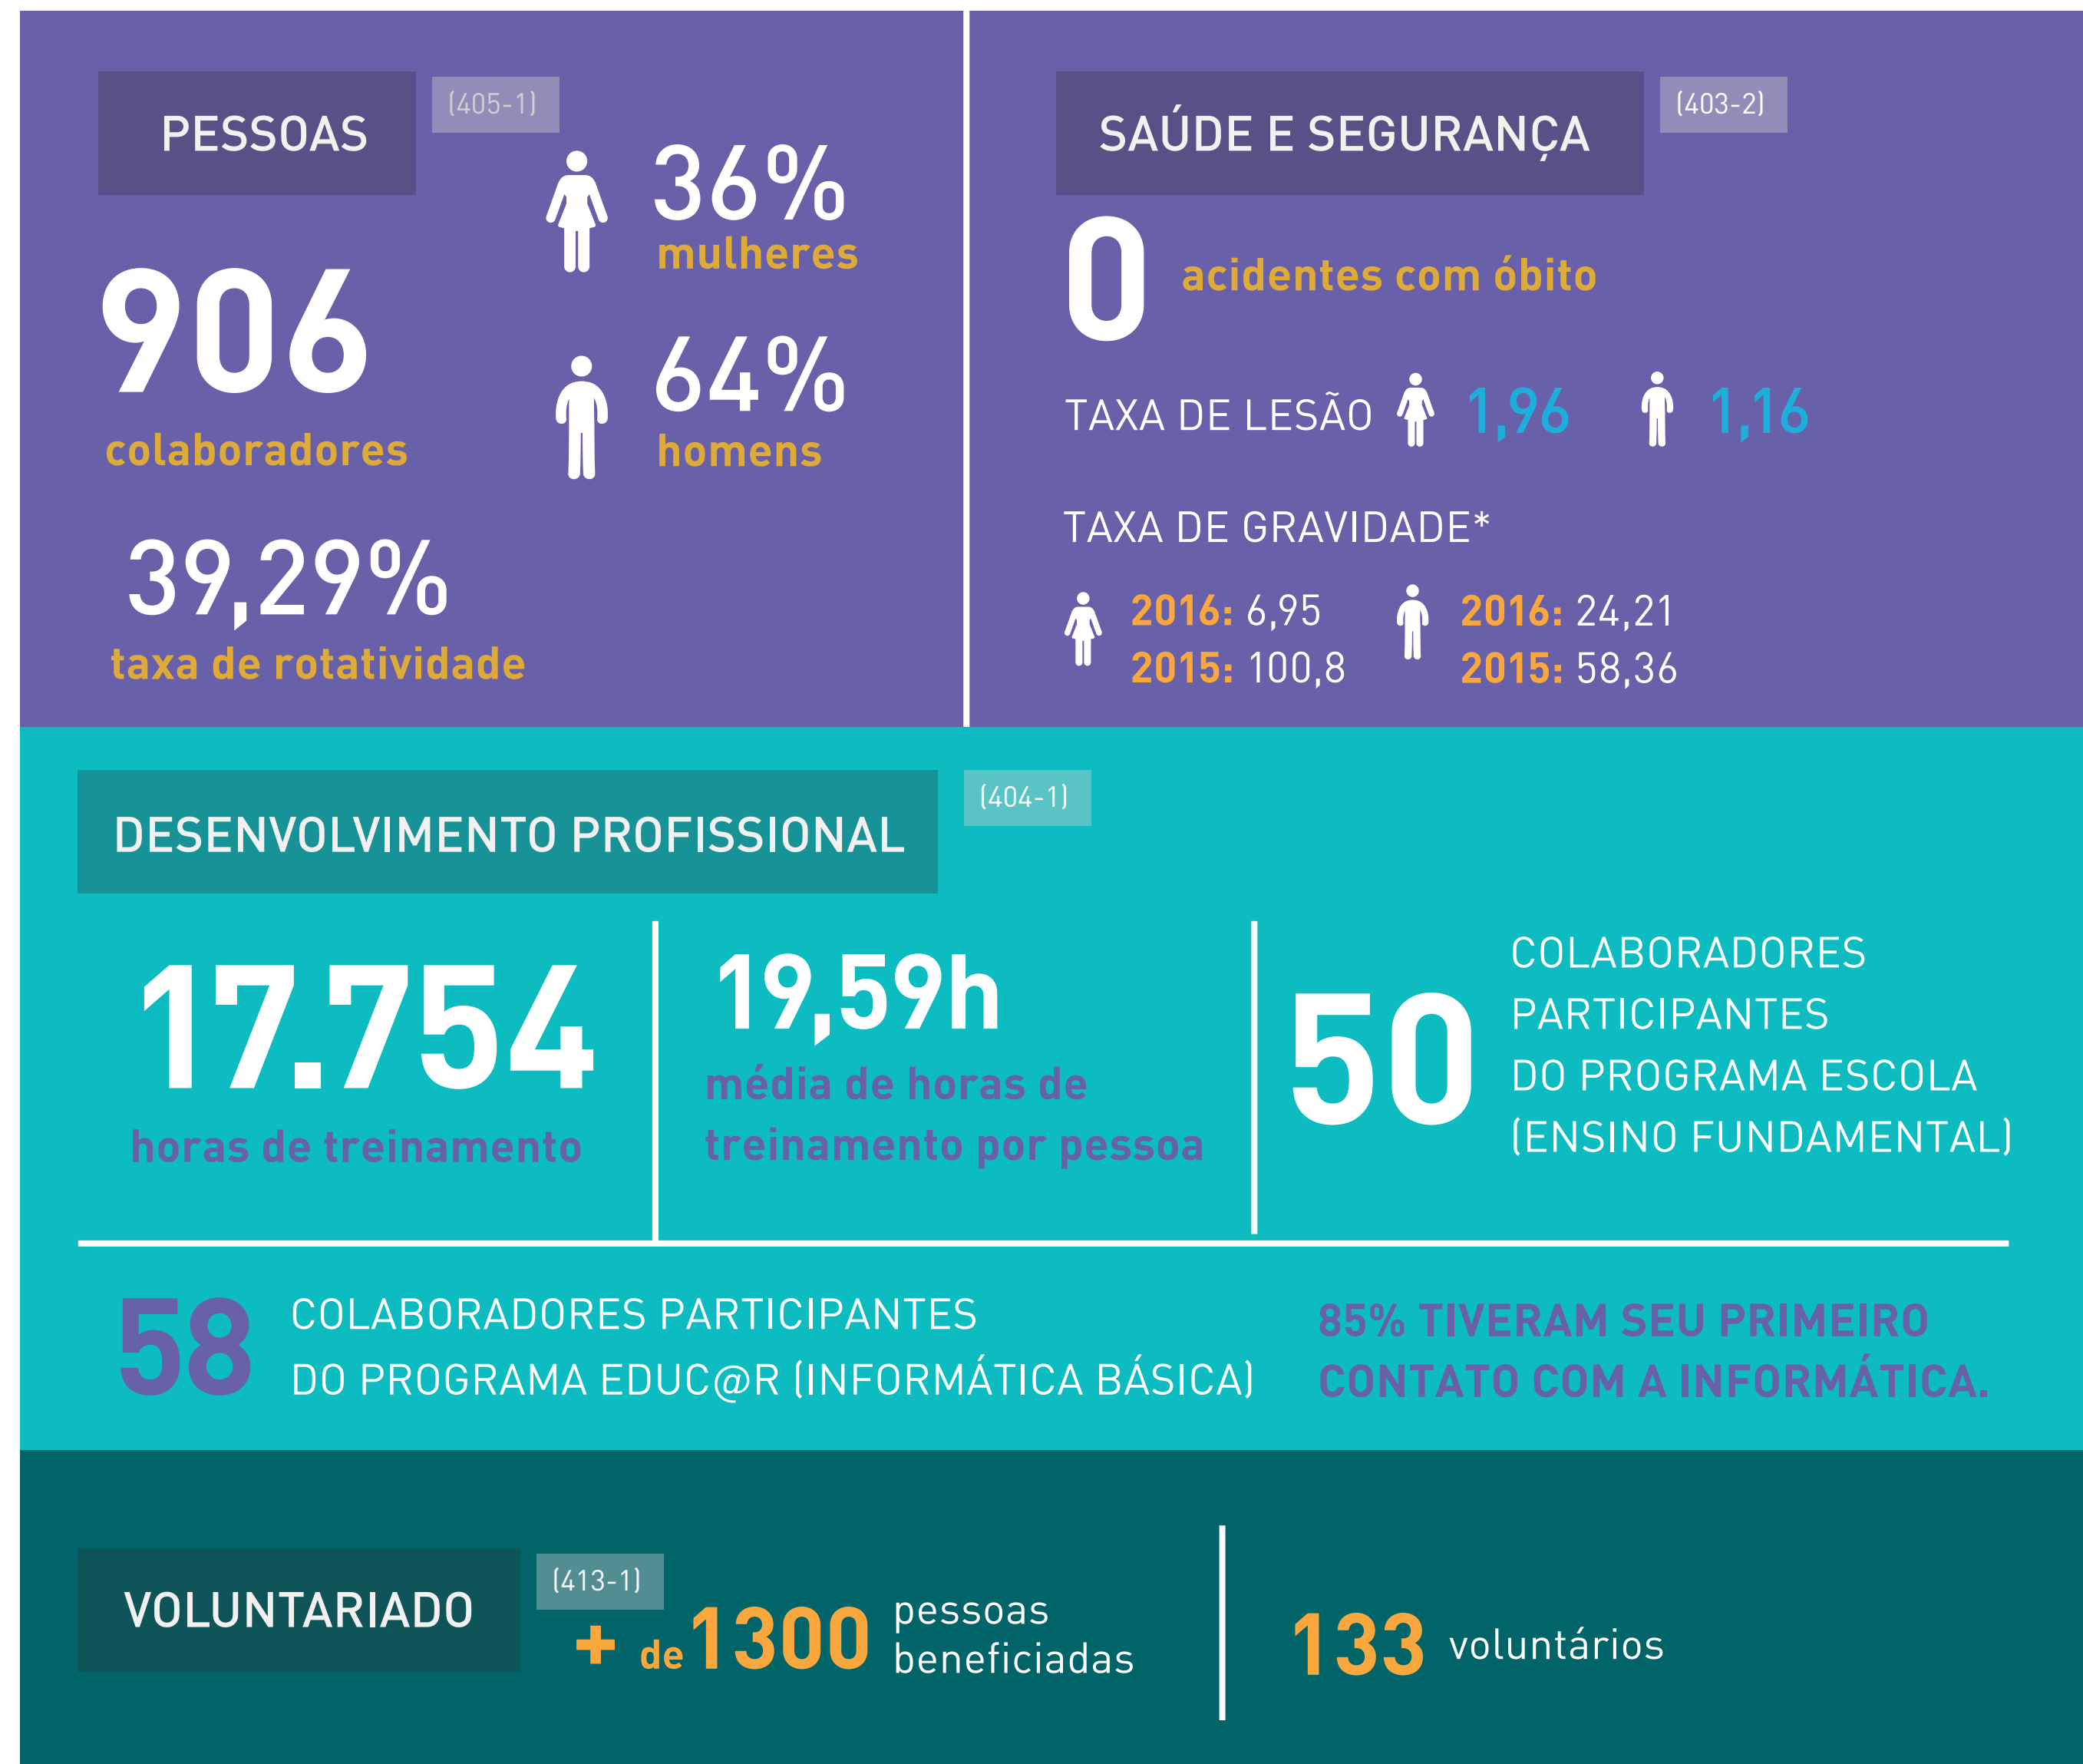 PESSOAS
(405-1)
906
colaboradores
36%
mulheres
64%
homens
39,29%
taxa de rotatividade
SAÚDE E SEGURANÇA
(403-2)
0 acidentes com óbito
TAXA DE LESÃO 1,96 1,16
TAXA DE GRAVIDADE*
2016: 6,95
2015: 100,8
2016: 24,21
2015: 58,36
DESENVOLVIMENTO PROFISSIONAL
(404-1)
17.754
horas de treinamento
19,59h
média de horas de
treinamento por pessoa
50
COLABORADORES
PARTICIPANTES
DO PROGRAMA ESCOLA
(ENSINO FUNDAMENTAL)
58
COLABORADORES PARTICIPANTES
DO PROGRAMA EDUC@R (INFORMÁTICA BÁSICA)
85% TIVERAM SEU PRIMEIRO
CONTATO COM A INFORMÁTICA.
VOLUNTARIADO
(413-1)
+ de 1300
pessoas
beneficiadas
133 voluntários